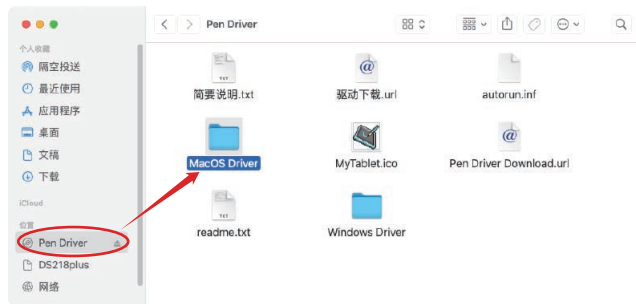 Pen Driver
个人收藏
隔空投送
最近使用
应用程序
桌面
文稿
下载
iCloud
位置
Pen Driver
DS218plus
网络
TXT
简要说明.txt
驱动下载.url
autorun.inf
MacOS Driver
MyTablet.ico
Pen Driver Download.url
TXT
readme.txt
Windows Driver